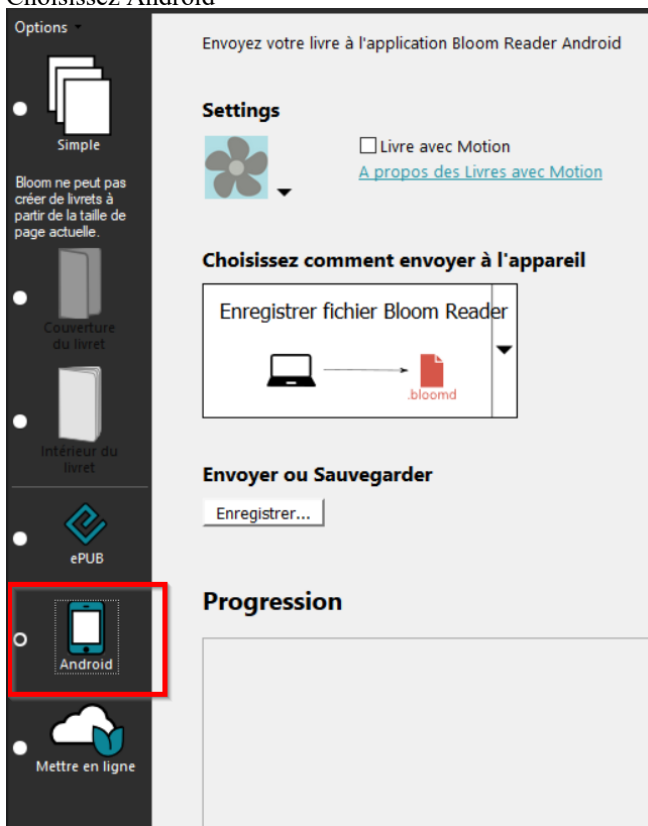 Choisissez Android
Options
Simple
Bloom ne peut pas
créer de livrets à
partir de la taille de
page actuelle.
Couverture
du livret
Intérieur du
livret
ePUB
Android
Mettre en ligne
Envoyez votre livre à l'application Bloom Reader Android
Settings
Livre avec Motion
A propos des Livres avec Motion
Choisissez comment envoyer à l'appareil
Enregistrer fichier Bloom Reader
.bloomd
Envoyer ou Sauvegarder
Enregistrer...
Progression